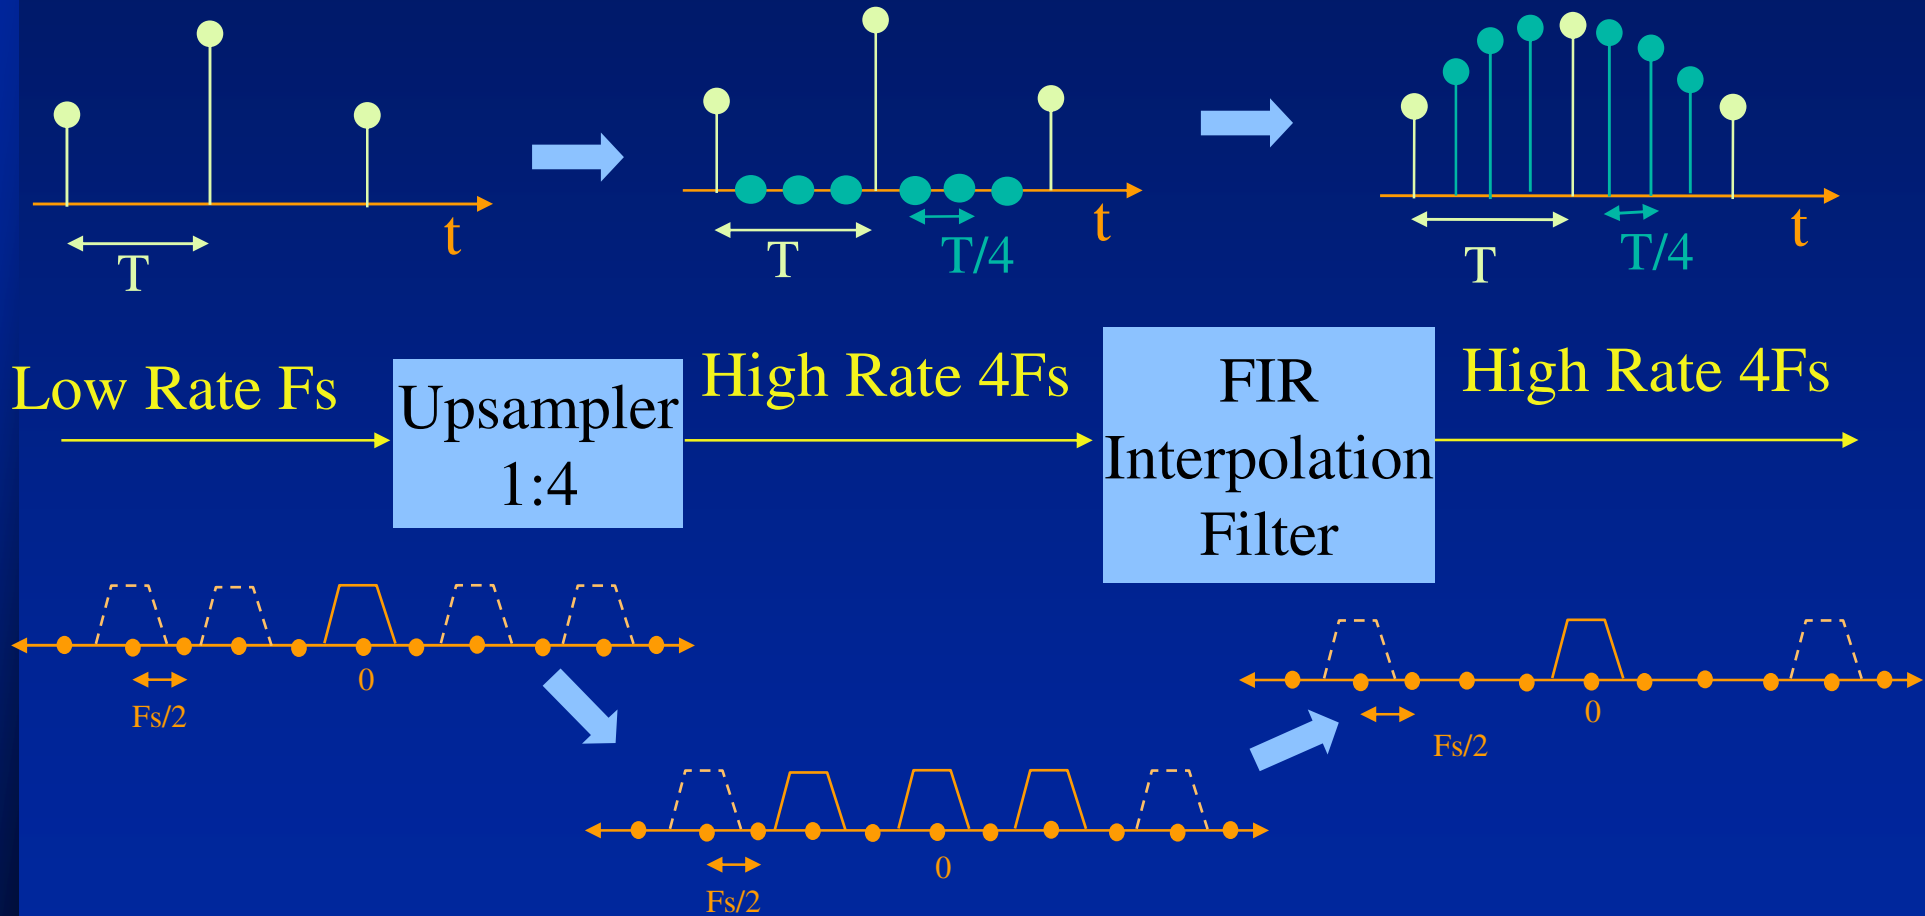 t
T
t
T
T/4
t
T
T/4
Low Rate Fs
Upsampler
1:4
High Rate 4Fs
FIR
Interpolation
Filter
High Rate 4Fs
0
Fs/2
0
Fs/2
0
Fs/2